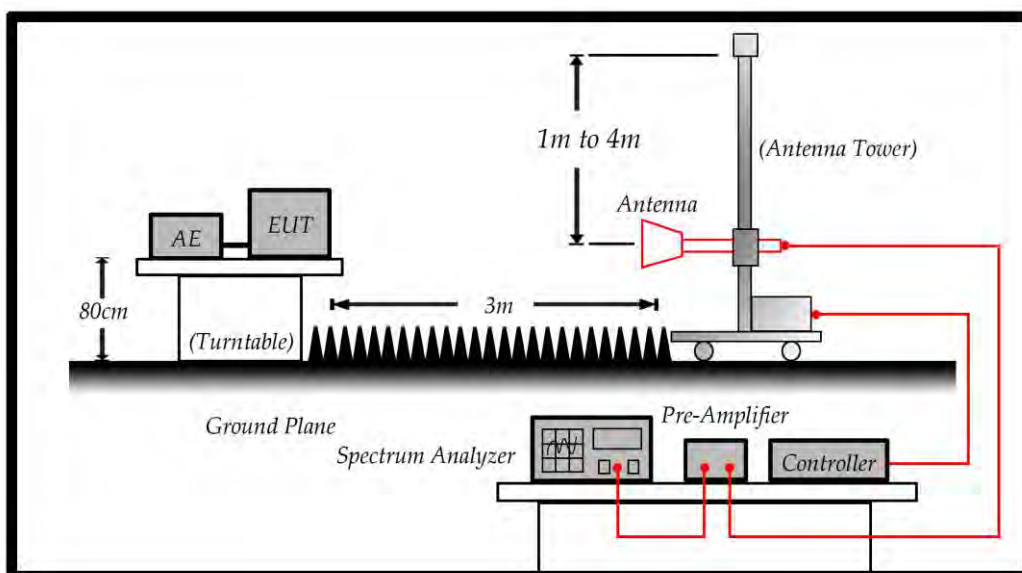 1m to 4m
(Antenna Tower)
Antenna
AE
EUT
80cm
3m
(Turntable)
Ground Plane
Pre-Amplifier
Spectrum Analyzer
Controller